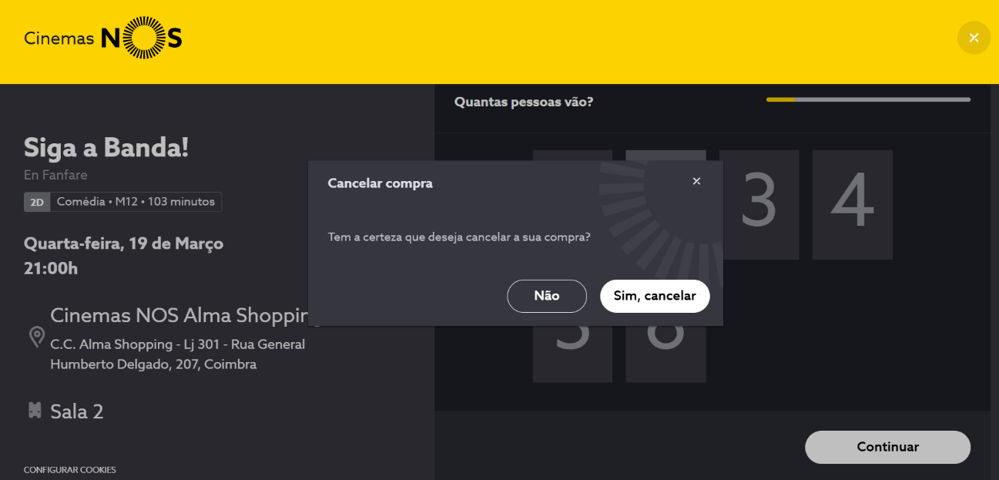 Cinemas NOS
Quantas pessoas vão?
Siga a Banda!
En Fanfare
2D Comédia • M12 • 103 minutos
Quarta-feira, 19 de Março
21:00h
Cinemas NOS Alma Shopping
C.C. Alma Shopping - Lj 301 - Rua General
Humberto Delgado, 207, Coimbra
Sala 2
CONFIGURAR COOKIES
Cancelar compra
Tem a certeza que deseja cancelar a sua compra?
Não
Sim, cancelar
3 4
5 6
Continuar